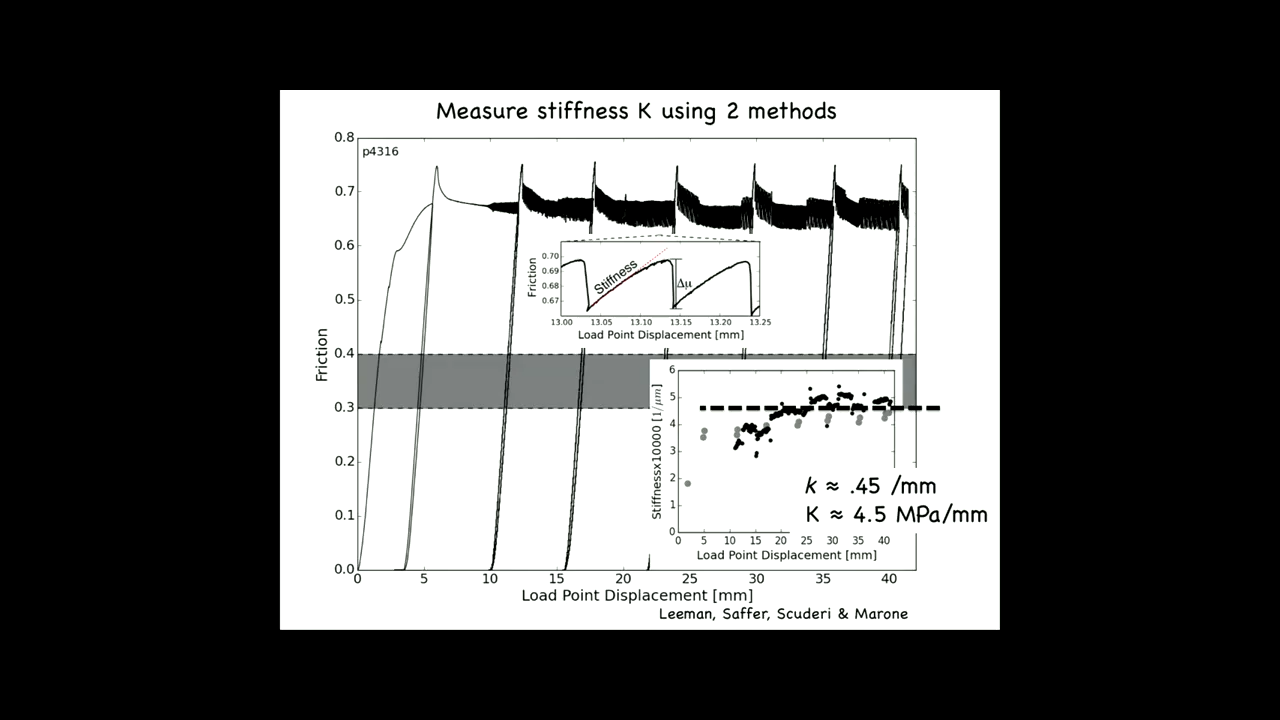 Measure stiffness K using 2 methods
p4316
Friction
0.8
0.7
0.6
0.5
0.4
0.3
0.2
0.1
0.0
0 5 10 15 20 25 30 35 40
Load Point Displacement [mm]
Friction
0.70
0.69
0.68
0.67
Stiffness
Δμ
13.00 13.05 13.10 13.15 13.20 13.25
Load Point Displacement [mm]
Stiffnessx10000 [1/μm]
6
5
4
3
2
1
0
0 5 10 15 20 25 30 35 40
Load Point Displacement [mm]
k ≈ .45 /mm
K ≈ 4.5 MPa/mm
Leeman, Saffer, Scuderi & Marone